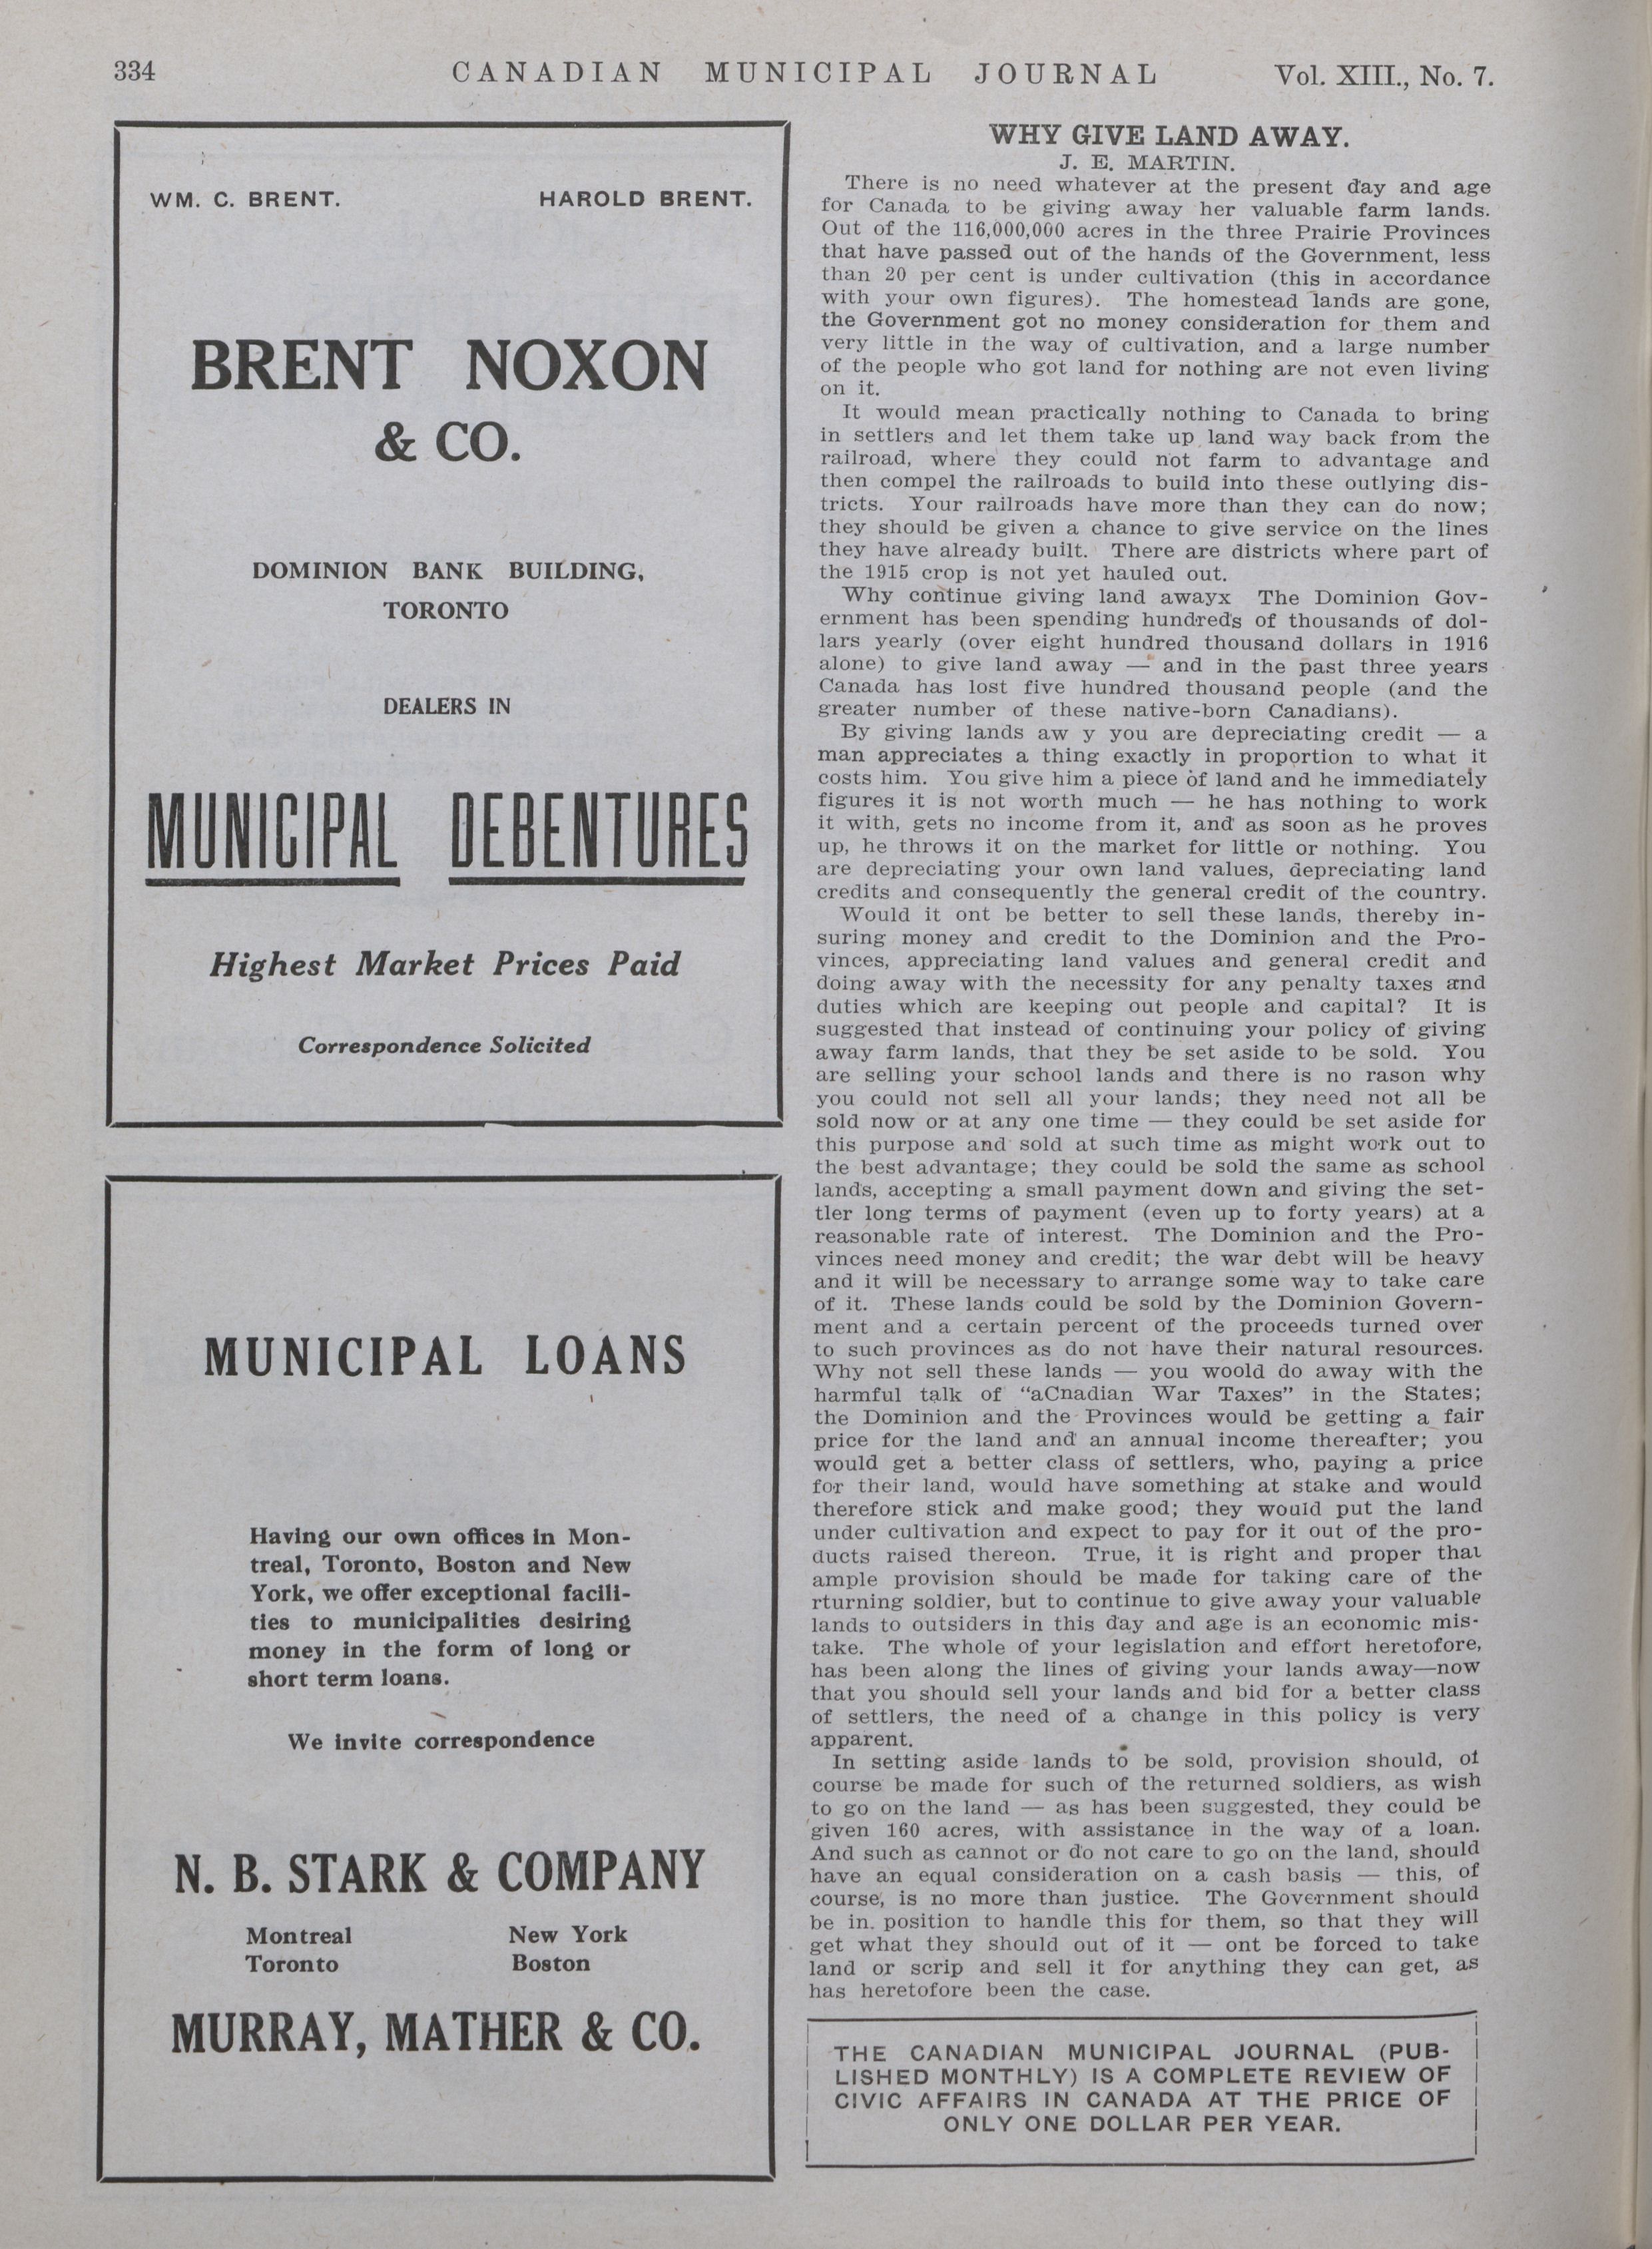 334 CANADIAN MUNICIPAL JOURNAL Vol. XIII., No. 7.
WM. C. BRENT. HAROLD BRENT.
BRENT NOXON
& CO.
DOMINION BANK BUILDING,
TORONTO
DEALERS IN
MUNICIPAL DEBENTURES
Highest Market Prices Paid
Correspondence Solicited
MUNICIPAL LOANS
Having our own offices in Mon-
treal, Toronto, Boston and New
York, we offer exceptional facili-
ties to municipalities desiring
money in the form of long or
short term loans.
We invite correspondence
N. B. STARK & COMPANY
Montreal New York
Toronto Boston
MURRAY, MATHER & CO.
WHY GIVE LAND AWAY.
J. E. MARTIN.
There is no need whatever at the present day and age
for Canada to be giving away her valuable farm lands.
Out of the 116,000,000 acres in the three Prairie Provinces
that have passed out of the hands of the Government, less
than 20 per cent is under cultivation (this in accordance
with your own figures). The homestead lands are gone,
the Government got no money consideration for them and
very little in the way of cultivation, and a large number
of the people who got land for nothing are not even living
on it.
It would mean practically nothing to Canada to bring
in settlers and let them take up land way back from the
railroad, where they could not farm to advantage and
then compel the railroads to build into these outlying dis-
tricts. Your railroads have more than they can do now;
they should be given a chance to give service on the lines
they have already built. There are districts where part of
the 1915 crop is not yet hauled out.
Why continue giving land awayx The Dominion Gov-
ernment has been spending hundreds of thousands of dol-
lars yearly (over eight hundred thousand dollars in 1916
alone) to give land away — and in the past three years
Canada has lost five hundred thousand people (and the
greater number of these native-born Canadians).
By giving lands aw y you are depreciating credit — a
man appreciates a thing exactly in proportion to what it
costs him. You give him a piece of land and he immediately
figures it is not worth much — he has nothing to work
it with, gets no income from it, and as soon as he proves
up, he throws it on the market for little or nothing. You
are depreciating your own land values, depreciating land
credits and consequently the general credit of the country.
Would it ont be better to sell these lands, thereby in-
suring money and credit to the Dominion and the Pro-
vinces, appreciating land values and general credit and
doing away with the necessity for any penalty taxes and
duties which are keeping out people and capital? It is
suggested that instead of continuing your policy of giving
away farm lands, that they be set aside to be sold. You
are selling your school lands and there is no rason why
you could not sell all your lands; they need not all be
sold now or at any one time — they could be set aside for
this purpose and sold at such time as might work out to
the best advantage; they could be sold the same as school
lands, accepting a small payment down and giving the set-
tler long terms of payment (even up to forty years) at a
reasonable rate of interest. The Dominion and the Pro-
vinces need money and credit; the war debt will be heavy
and it will be necessary to arrange some way to take care
of it. These lands could be sold by the Dominion Govern-
ment and a certain percent of the proceeds turned over
to such provinces as do not have their natural resources.
Why not sell these lands — you woold do away with the
harmful talk of "aCnadian War Taxes" in the States;
the Dominion and the Provinces would be getting a fair
price for the land and an annual income thereafter; you
would get a better class of settlers, who, paying a price
for their land, would have something at stake and would
therefore stick and make good; they would put the land
under cultivation and expect to pay for it out of the pro-
ducts raised thereon. True, it is right and proper that
ample provision should be made for taking care of the
rturning soldier, but to continue to give away your valuable
lands to outsiders in this day and age is an economic mis-
take. The whole of your legislation and effort heretofore,
has been along the lines of giving your lands away—now
that you should sell your lands and bid for a better class
of settlers, the need of a change in this policy is very
apparent.
In setting aside lands to be sold, provision should, of
course be made for such of the returned soldiers, as wish
to go on the land — as has been suggested, they could be
given 160 acres, with assistance in the way of a loan.
And such as cannot or do not care to go on the land, should
have an equal consideration on a cash basis — this, of
course, is no more than justice. The Government should
be in. position to handle this for them, so that they will
get what they should out of it — ont be forced to take
land or scrip and sell it for anything they can get, as
has heretofore been the case.
THE CANADIAN MUNICIPAL JOURNAL (PUB-
LISHED MONTHLY) IS A COMPLETE REVIEW OF
CIVIC AFFAIRS IN CANADA AT THE PRICE OF
ONLY ONE DOLLAR PER YEAR.